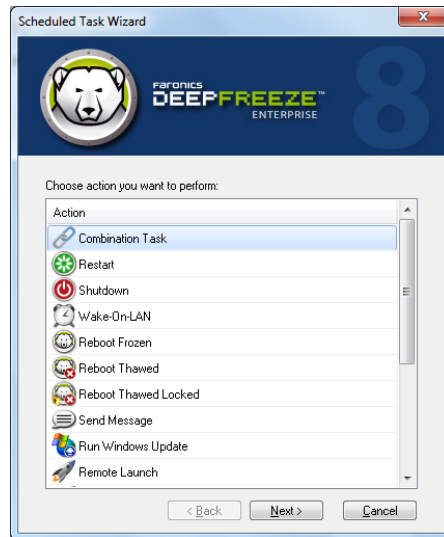 Scheduled Task Wizard
Faronics
DEEPFREEZE™
ENTERPRISE
8
Choose action you want to perform:
Action
Combination Task
Restart
Shutdown
Wake-On-LAN
Reboot Frozen
Reboot Thawed
Reboot Thawed Locked
Send Message
Run Windows Update
Remote Launch
< Back
Next >
Cancel